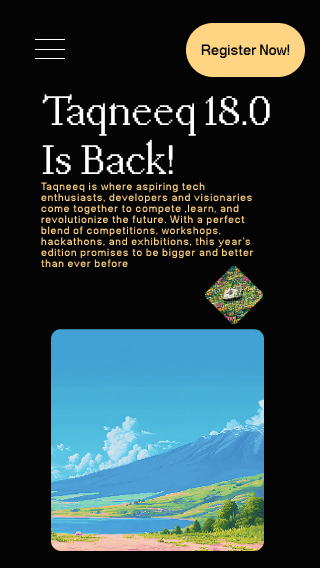 Register Now!
Taqneeq 18.0
Is Back!
Taqneeq is where aspiring tech
enthusiasts, developers and visionaries
come together to compete ,learn, and
revolutionize the future. With a perfect
blend of competitions, workshops,
hackathons, and exhibitions, this year's
edition promises to be bigger and better
than ever before